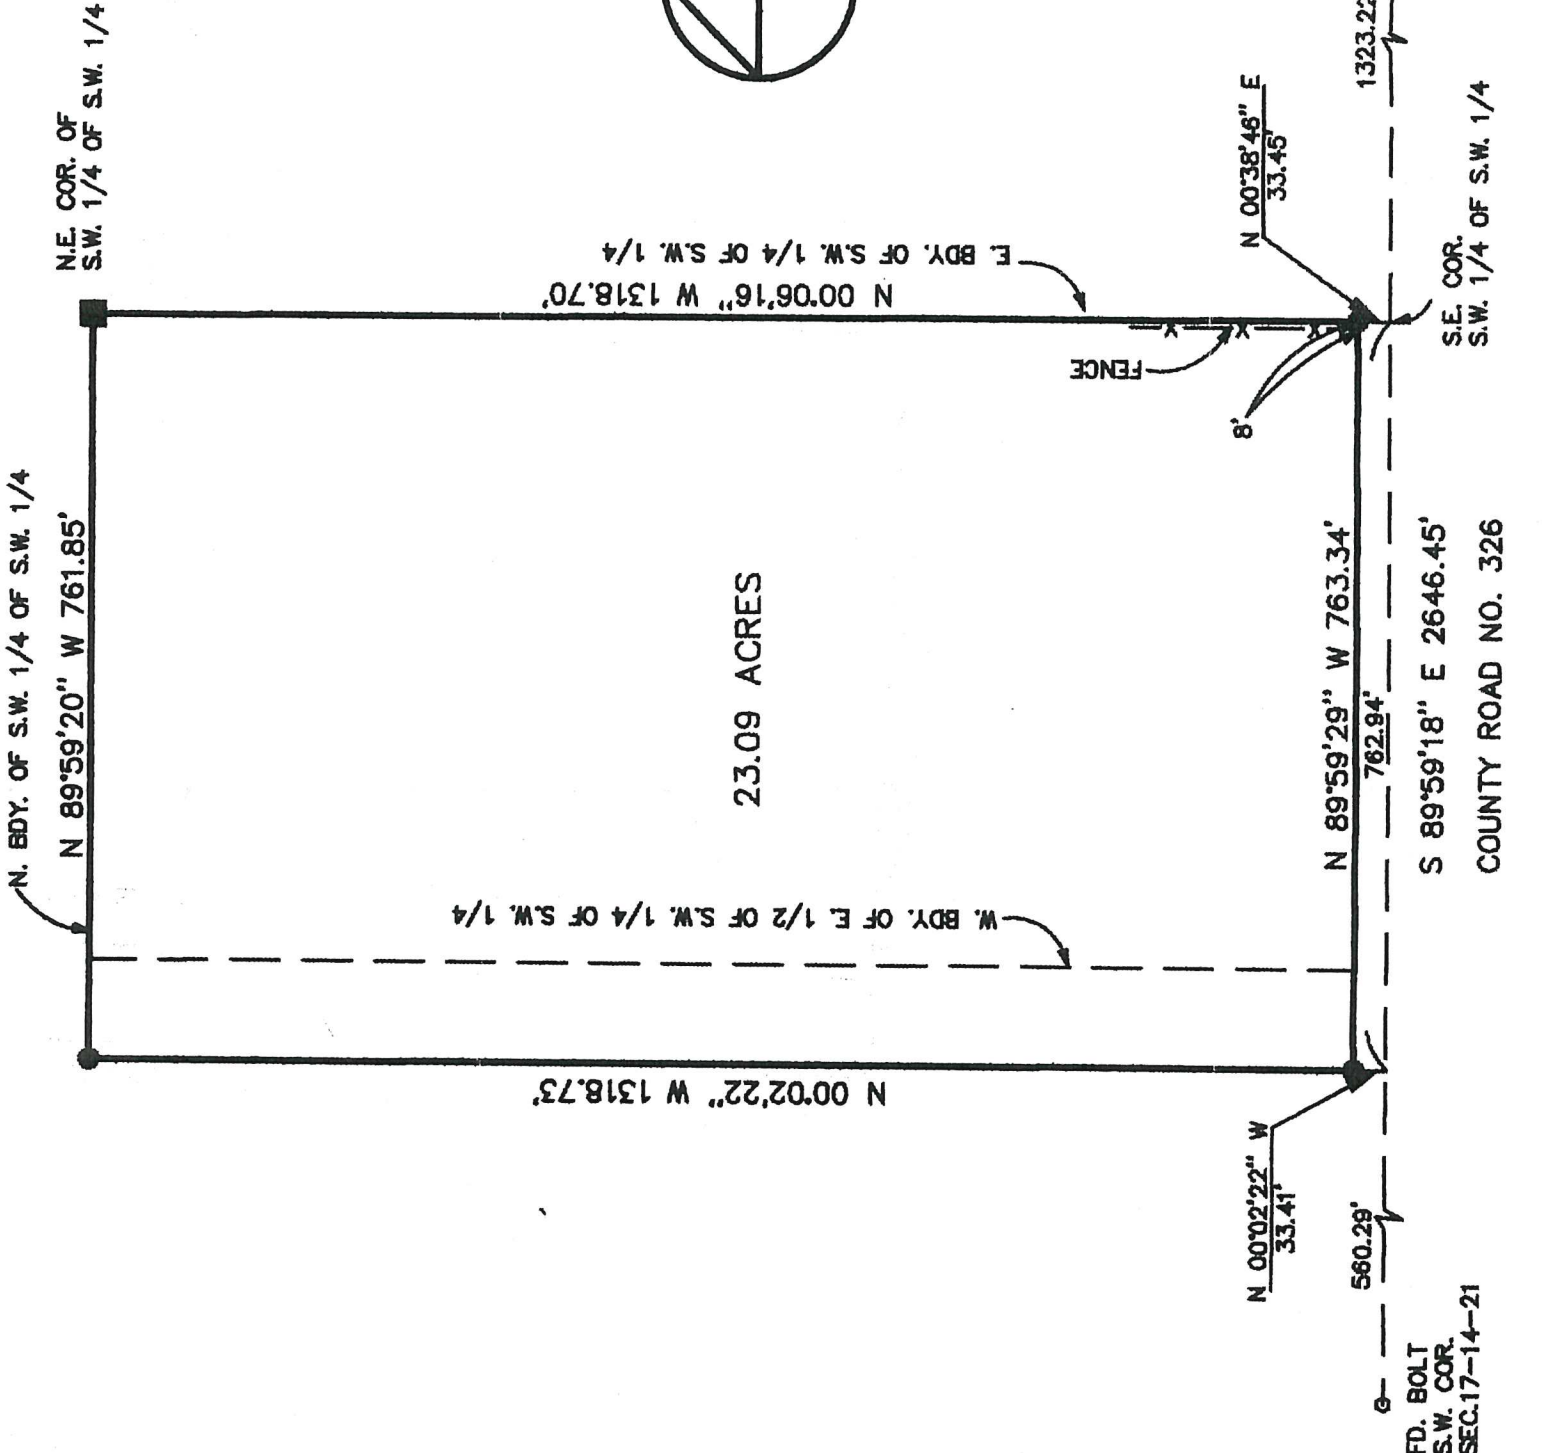 N. BDY. OF S.W. 1/4 OF S.W. 1/4
N 89°59'20" W 761.85'
N.E. COR. OF
S.W. 1/4 OF S.W. 1/4
E. BDY. OF S.W. 1/4 OF S.W. 1/4
N 00°06'16" W 1318.70'
FENCE
8'
23.09 ACRES
W. BDY. OF E. 1/2 OF S.W. 1/4 OF S.W. 1/4
N 00°02'22" W 1318.73'
N 00°38'46" E
33.45'
1323.22
N 89°59'29" W 763.34'
762.94'
N 00°02'22" W
33.41'
560.29'
S.E. COR.
S.W. 1/4 OF S.W. 1/4
S 89°59'18" E 2646.45'
COUNTY ROAD NO. 326
FD. BOLT
S.W. COR.
SEC.17-14-21